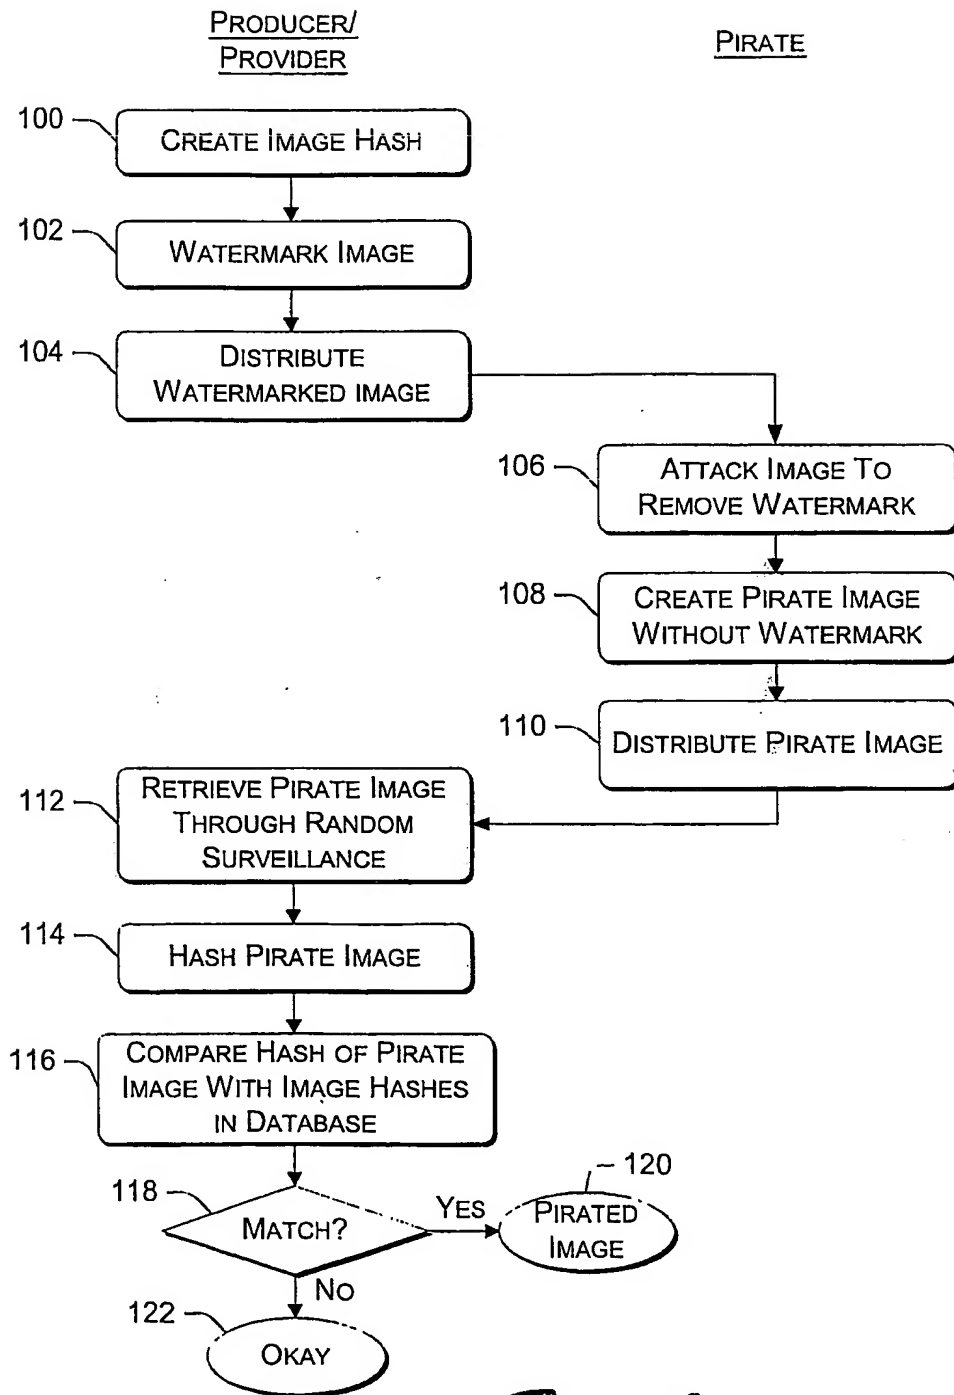 PRODUCER/
PROVIDER
PIRATE
100
CREATE IMAGE HASH
102
WATERMARK IMAGE
104
DISTRIBUTE
WATERMARKED IMAGE
106
ATTACK IMAGE TO
REMOVE WATERMARK
108
CREATE PIRATE IMAGE
WITHOUT WATERMARK
110
DISTRIBUTE PIRATE IMAGE
112
RETRIEVE PIRATE IMAGE
THROUGH RANDOM
SURVEILLANCE
114
HASH PIRATE IMAGE
116
COMPARE HASH OF PIRATE
IMAGE WITH IMAGE HASHES
IN DATABASE
118
MATCH?
YES
120
PIRATED
IMAGE
NO
122
OKAY